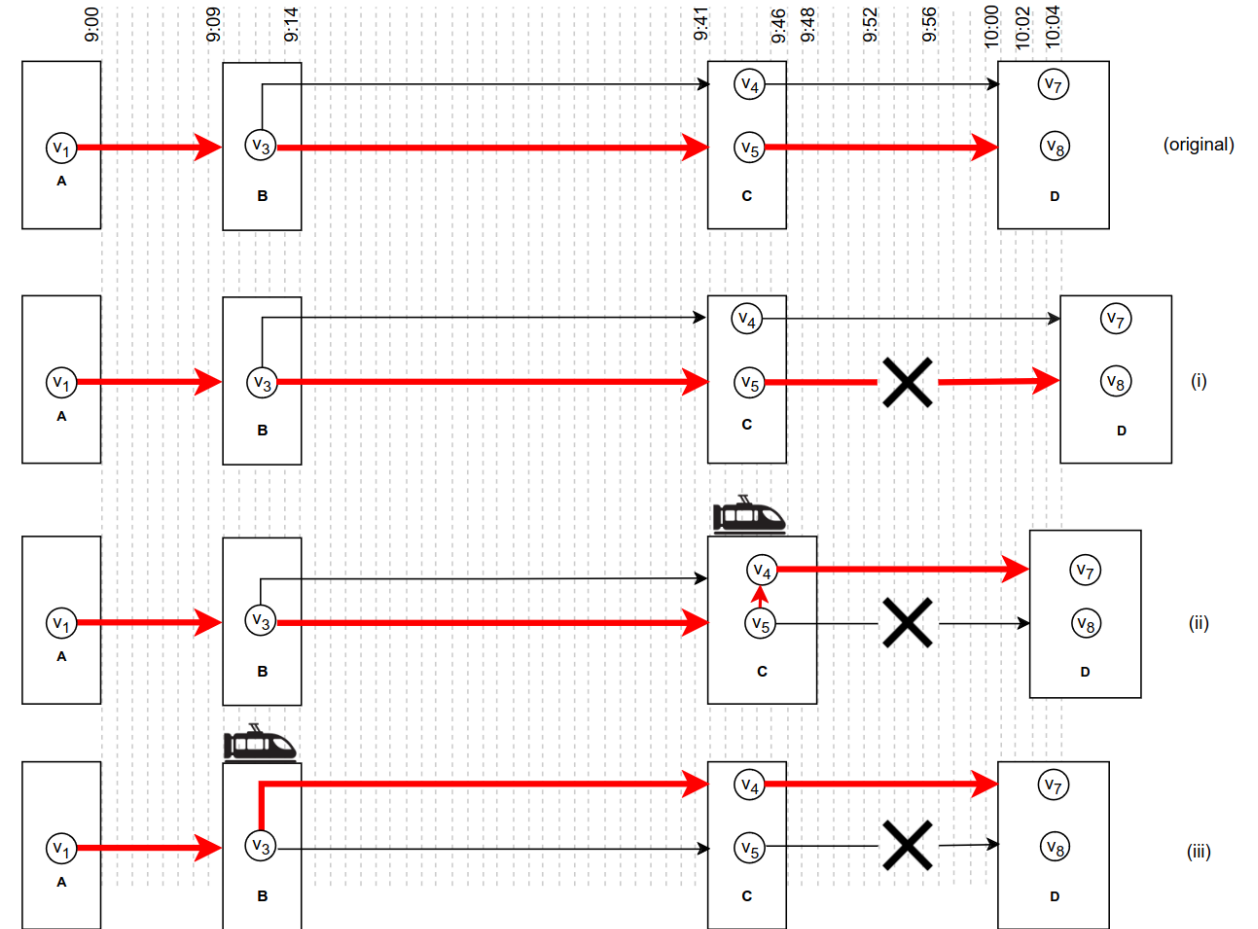 9:00 9:09 9:14 9:41 9:46 9:48 9:52 9:56 10:00 10:02 10:04
v4 v7
v1 v3 v5 v8 (original)
A B C D
v4 v7
v1 v3 v5 v8 (i)
A B C D
v4 v7
v1 v3 v5 v8 (ii)
A B C D
v4 v7
v1 v3 v5 v8 (iii)
A B C D